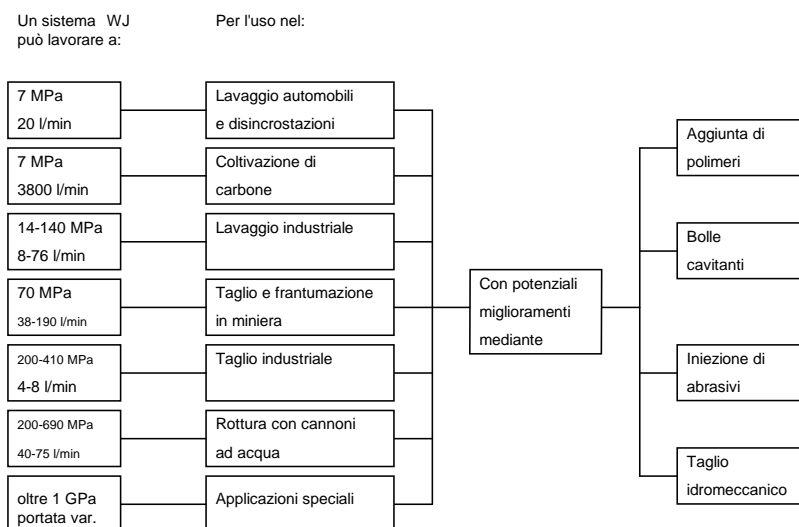 Un sistema WJ
può lavorare a:
Per l'uso nel:
7 MPa
20 l/min
Lavaggio automobili
e disincrostazioni
7 MPa
3800 l/min
Coltivazione di
carbone
14-140 MPa
8-76 l/min
Lavaggio industriale
70 MPa
38-190 l/min
Taglio e frantumazione
in miniera
200-410 MPa
4-8 l/min
Taglio industriale
200-690 MPa
40-75 l/min
Rottura con cannoni
ad acqua
oltre 1 GPa
portata var.
Applicazioni speciali
Con potenziali
miglioramenti
mediante
Aggiunta di
polimeri
Bolle
cavitanti
Iniezione di
abrasivi
Taglio
idromeccanico